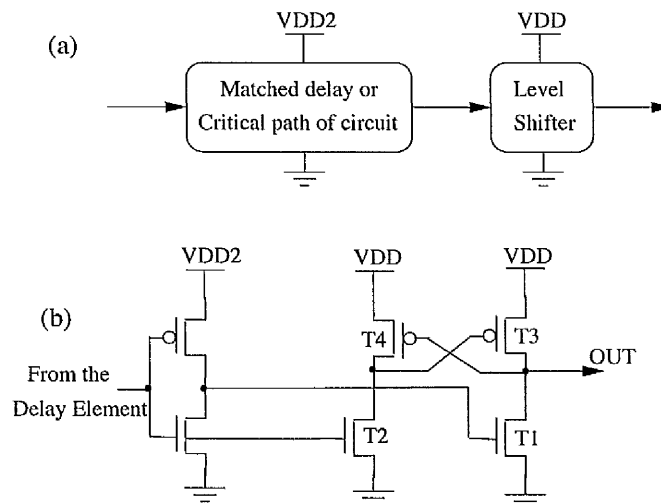 (a)
VDD2
VDD
Matched delay or
Critical path of circuit
Level
Shifter
VDD2
VDD
VDD
(b)
T4
T3
OUT
From the
Delay Element
T2
T1